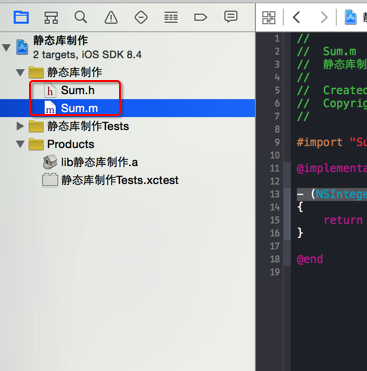 静态库制作
2 targets, iOS SDK 8.4
静态库制作
h Sum.h
m Sum.m
静态库制作Tests
Products
lib静态库制作.a
静态库制作Tests.xctest
1 //
2 // Sum.m
3 // 静态库制
4 //
5 // Created
6 // Copyrig
7 //
8
9 #import "Su
10
11 @implementa
12
13 - (NSIntege
14 {
15 return
16 }
17
18 @end
19